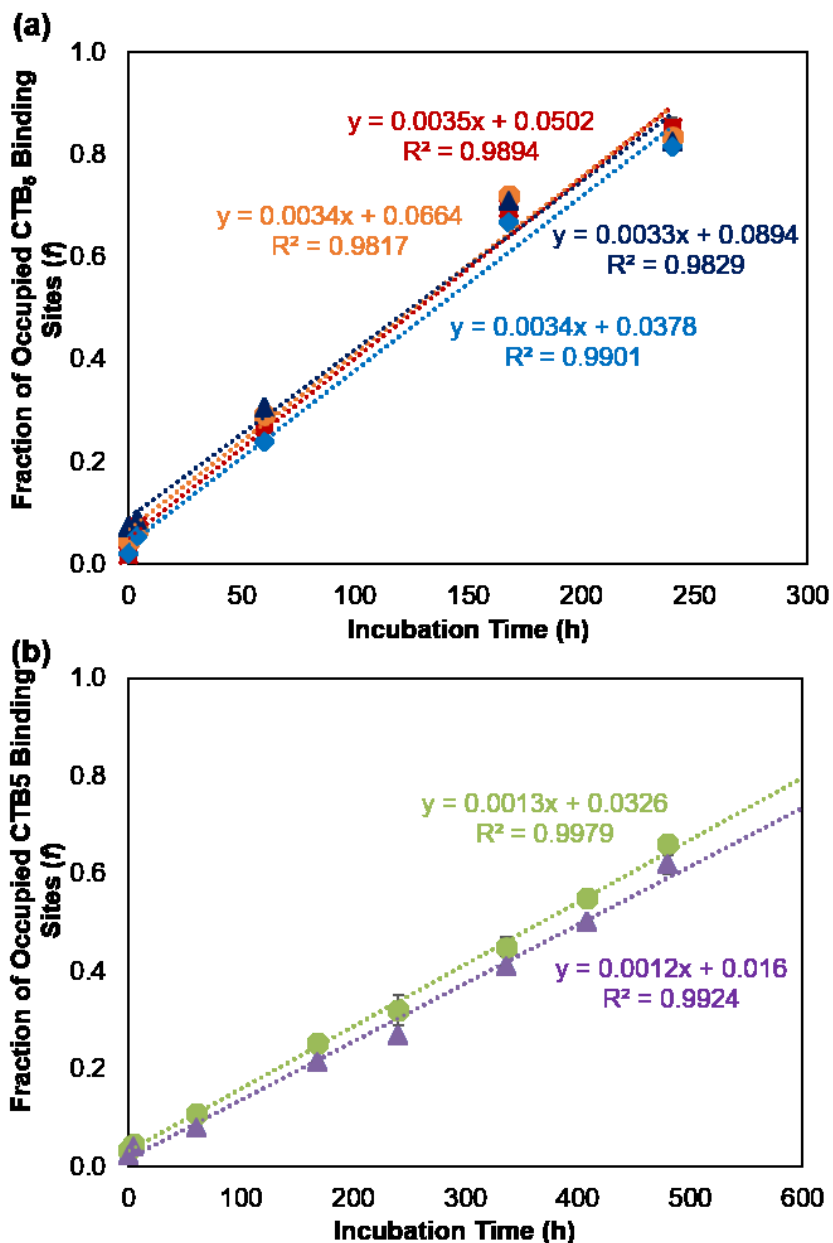 (a)
1.0
0.8
0.6
0.4
0.2
0.0
Fraction of Occupied CTB₅ Binding
Sites (f)
y = 0.0035x + 0.0502
R² = 0.9894
y = 0.0034x + 0.0664
R² = 0.9817
y = 0.0033x + 0.0894
R² = 0.9829
y = 0.0034x + 0.0378
R² = 0.9901
0 50 100 150 200 250 300
Incubation Time (h)
(b)
1.0
0.8
0.6
0.4
0.2
0.0
Fraction of Occupied CTB5 Binding
Sites (f)
y = 0.0013x + 0.0326
R² = 0.9979
y = 0.0012x + 0.016
R² = 0.9924
0 100 200 300 400 500 600
Incubation Time (h)